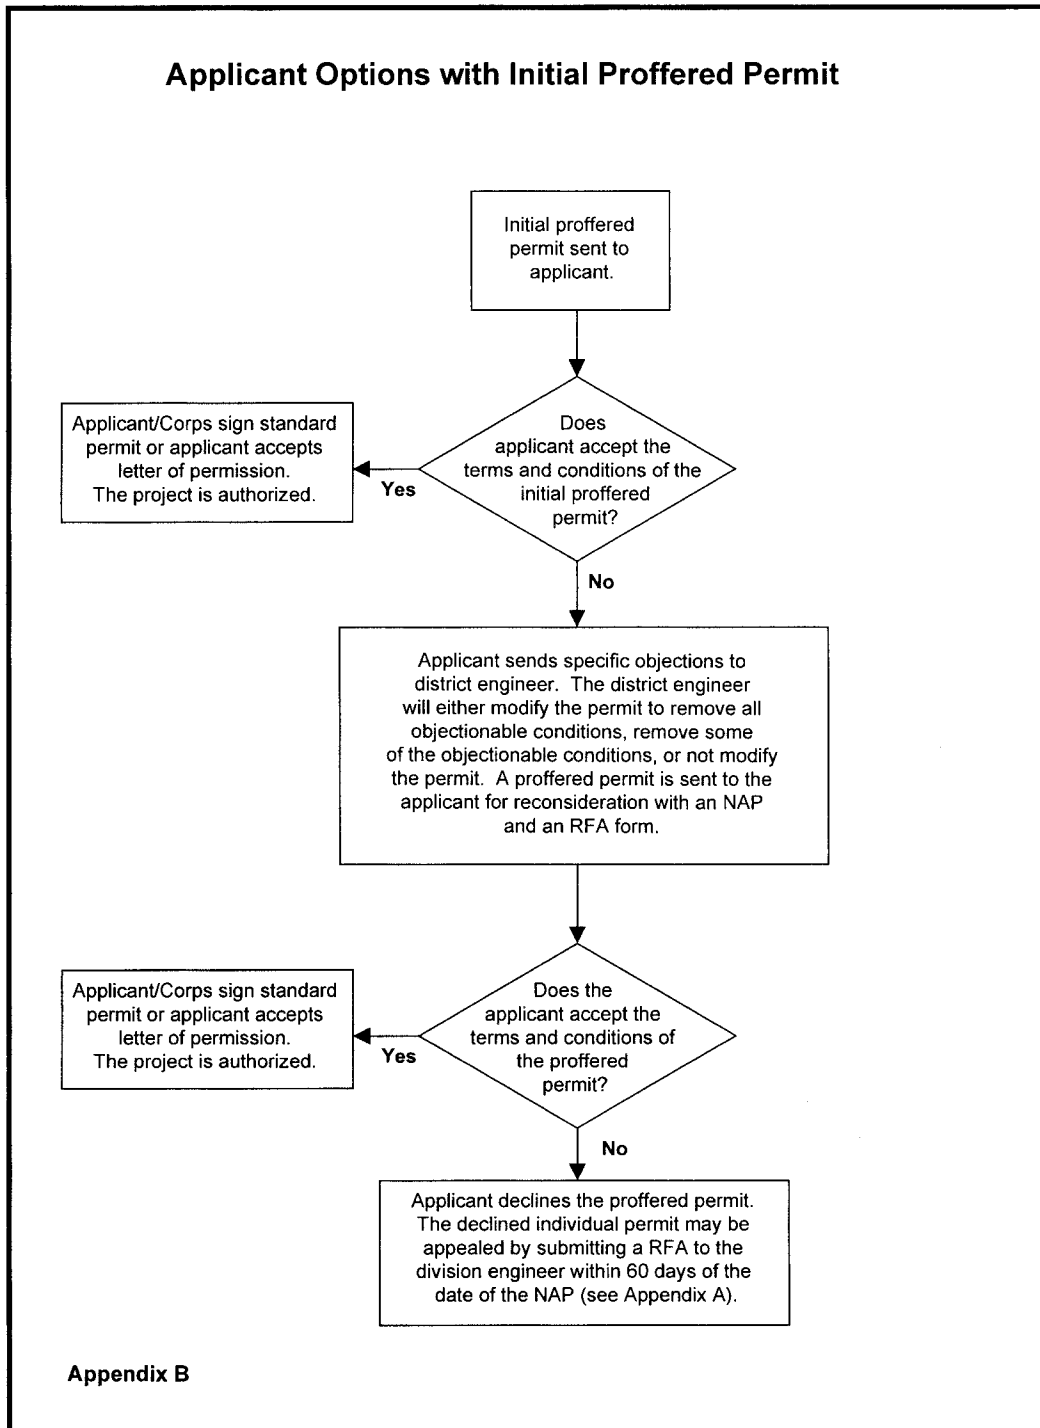 Applicant Options with Initial Proffered Permit
Initial proffered
permit sent to
applicant.
Does
applicant accept the
terms and conditions of the
initial proffered
permit?
Yes
Applicant/Corps sign standard
permit or applicant accepts
letter of permission.
The project is authorized.
No
Applicant sends specific objections to
district engineer. The district engineer
will either modify the permit to remove all
objectionable conditions, remove some
of the objectionable conditions, or not modify
the permit. A proffered permit is sent to the
applicant for reconsideration with an NAP
and an RFA form.
Does the
applicant accept the
terms and conditions of
the proffered
permit?
Yes
Applicant/Corps sign standard
permit or applicant accepts
letter of permission.
The project is authorized.
No
Applicant declines the proffered permit.
The declined individual permit may be
appealed by submitting a RFA to the
division engineer within 60 days of the
date of the NAP (see Appendix A).
Appendix B